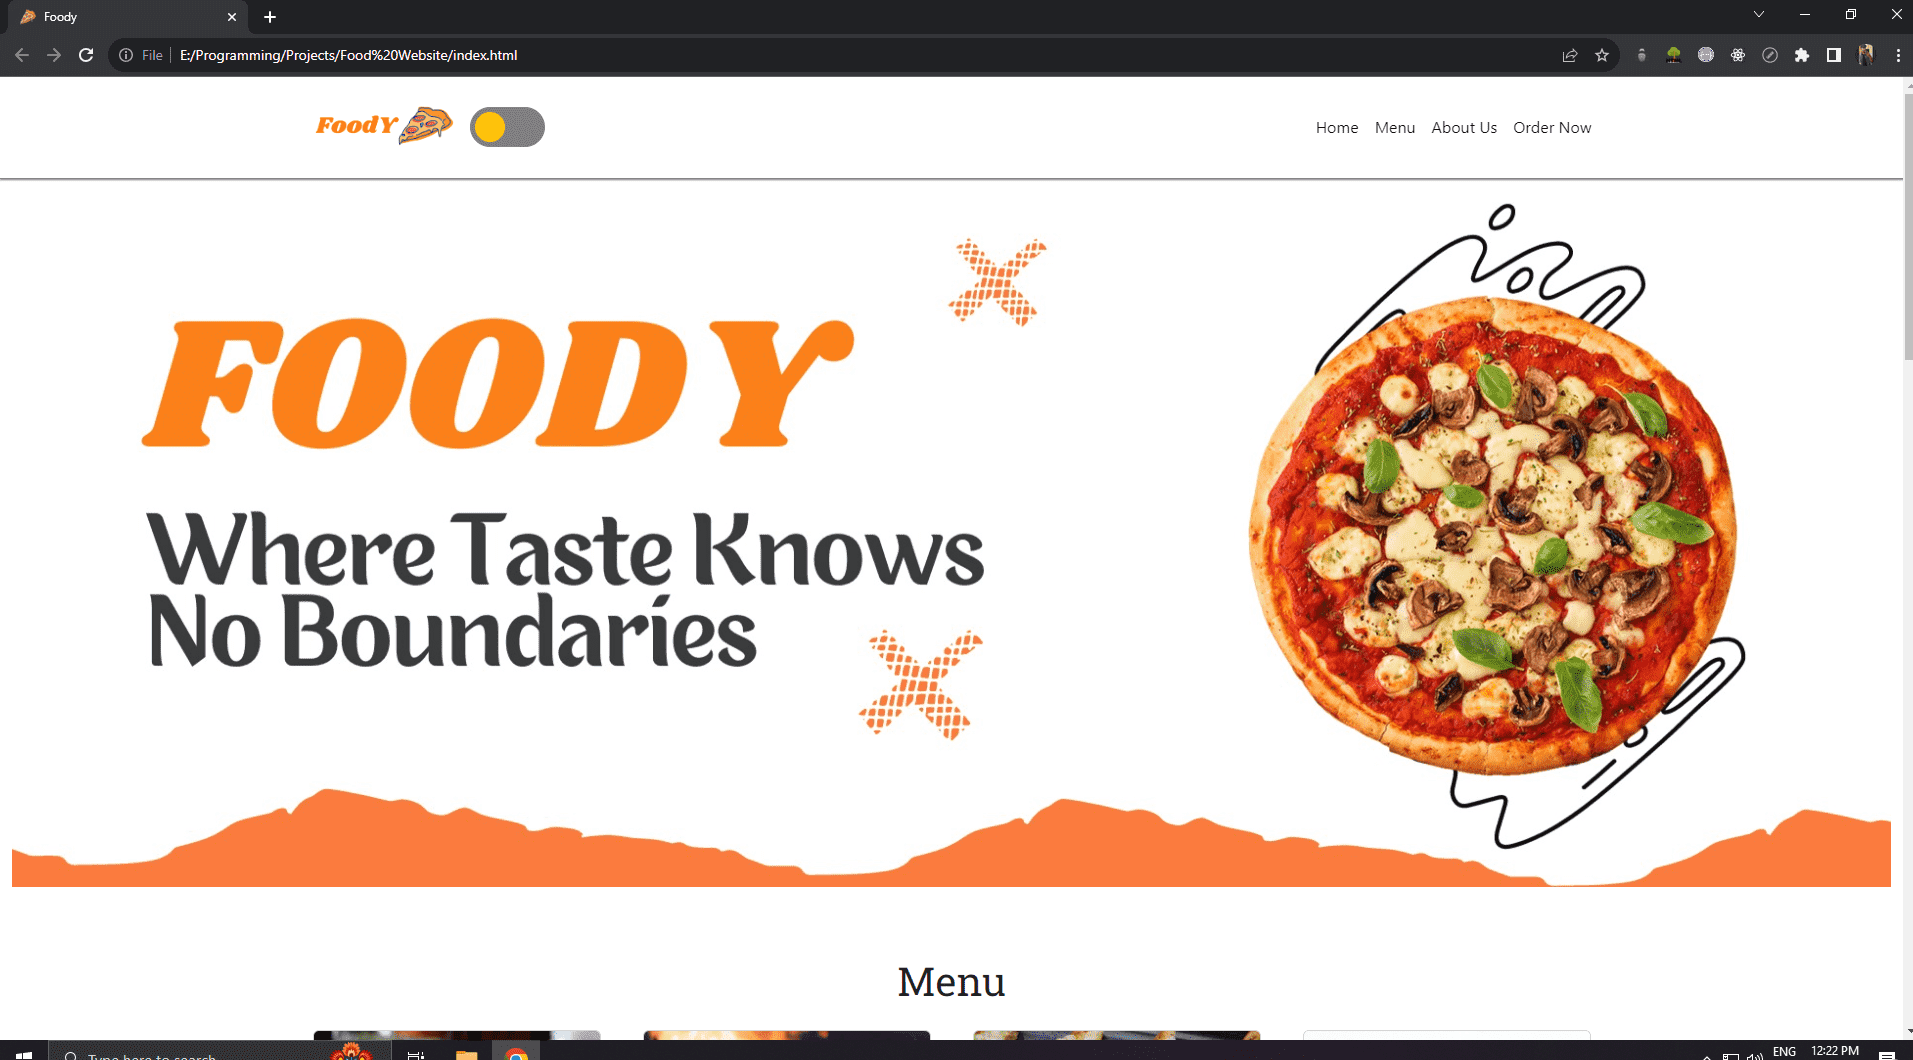 Foody
File
E:/Programming/Projects/Food%20Website/index.html
FoodY
Home
Menu
About Us
Order Now
FOODY
Where Taste Knows
No Boundaries
Menu
Type here to search
ENG
12:22 PM